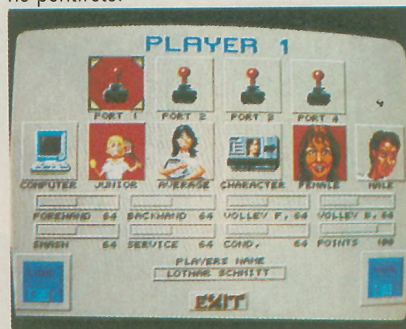 PLAYER 1
PORT 1 PORT 2 PORT 3 PORT 4
COMPUTER JUNIOR AVERAGE CHARACTER FEMALE MALE
FOREHAND 64 BACKHAND 64 VOLLEY F. 64 VOLLEY B. 64
SMASH 64 SERVICE 64 COND. 64 POINTS 100
PLAYERS NAME
LOTHAR SCHMITT
EXIT